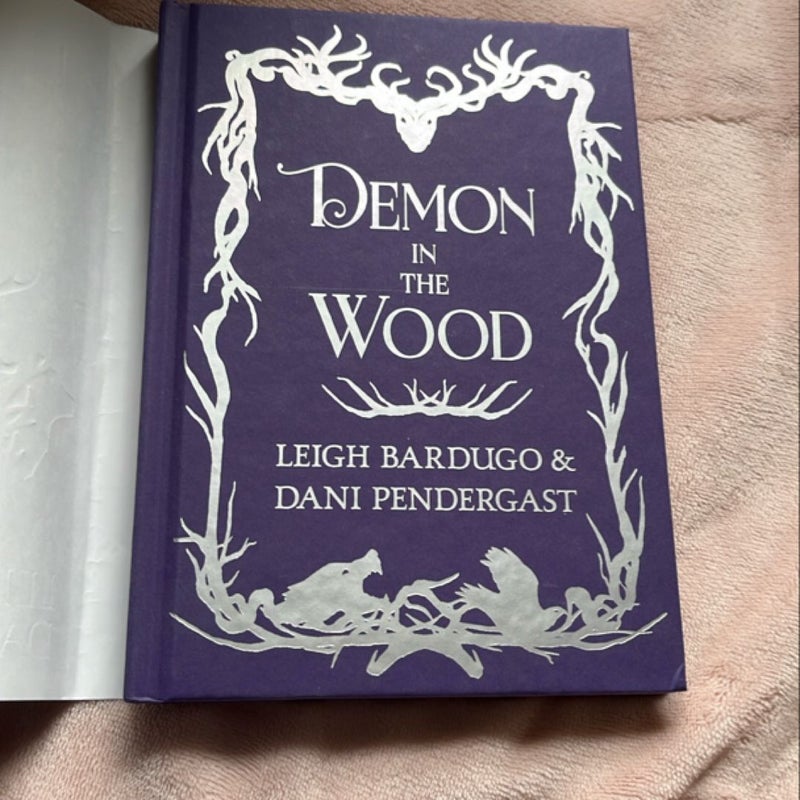 DEMON
IN
THE
WOOD
LEIGH BARDUGO &
DANI PENDERGAST